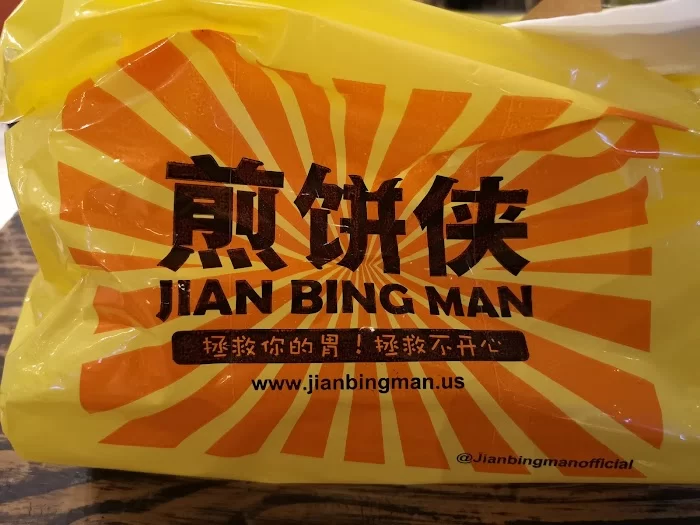 煎饼侠
JIAN BING MAN
拯救你的胃！拯救不开心
www.jianbingman.us
@Jianbingmanofficial